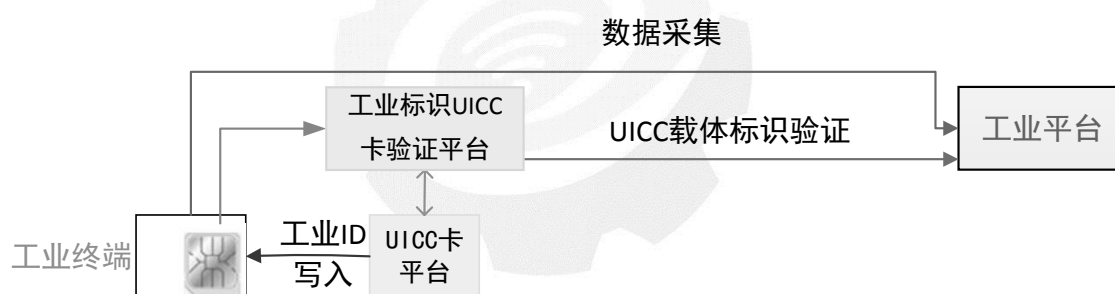 数据采集
工业标识UICC
卡验证平台
UICC载体标识验证
工业平台
工业终端
工业ID
写入
UICC卡
平台